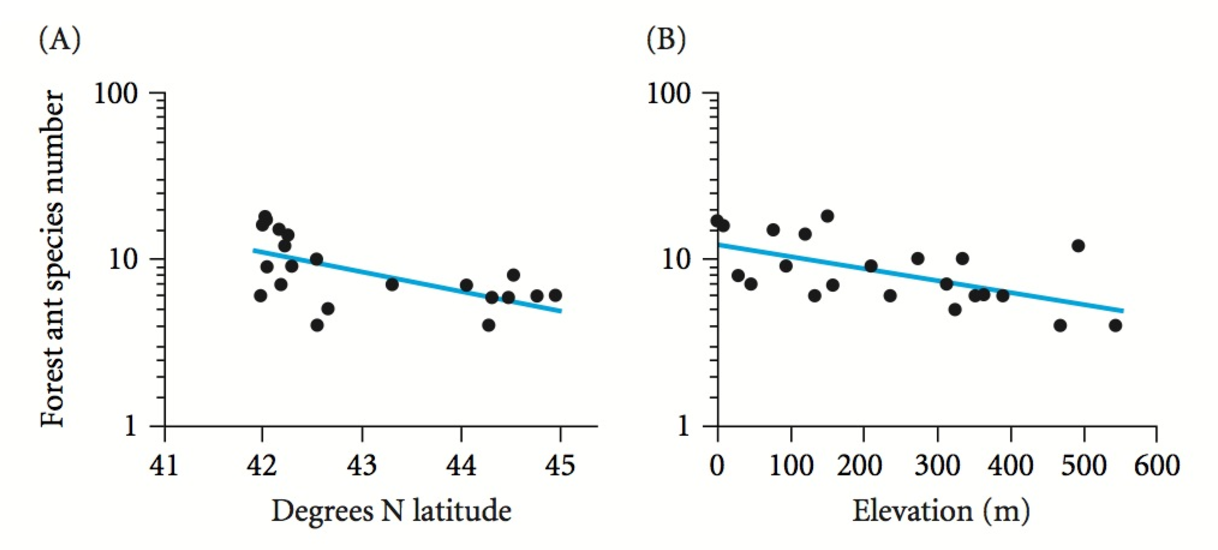 (A)
Forest ant species number
100
10
1
41 42 43 44 45
Degrees N latitude
(B)
100
10
1
0 100 200 300 400 500 600
Elevation (m)